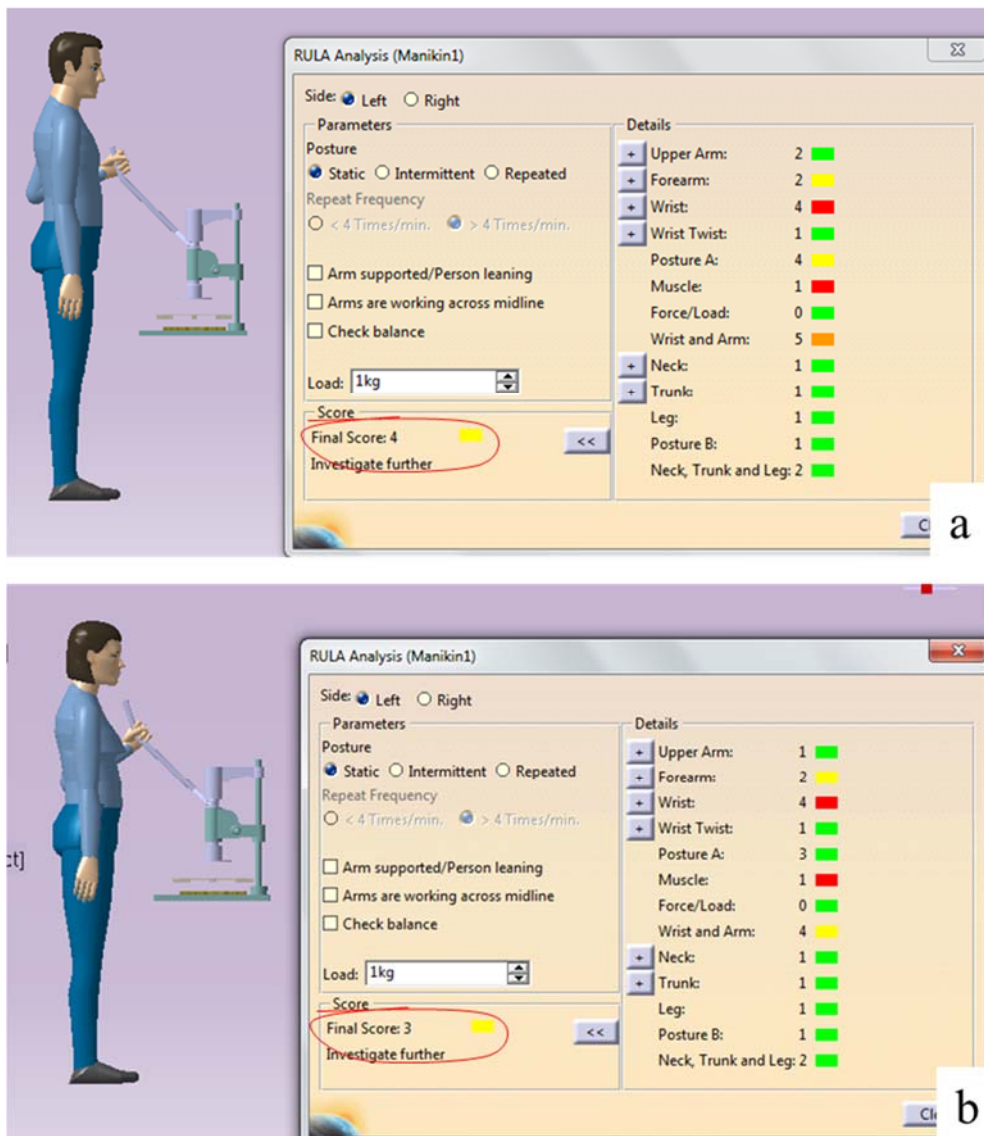 RULA Analysis (Manikin1)
Side: Left Right
Parameters
Posture
Static Intermittent Repeated
Repeat Frequency
< 4 Times/min. > 4 Times/min.
Arm supported/Person leaning
Arms are working across midline
Check balance
Load: 1kg
Score
Final Score: 4
Investigate further
<<
Details
+ Upper Arm: 2
+ Forearm: 2
+ Wrist: 4
+ Wrist Twist: 1
Posture A: 4
Muscle: 1
Force/Load: 0
Wrist and Arm: 5
+ Neck: 1
+ Trunk: 1
Leg: 1
Posture B: 1
Neck, Trunk and Leg: 2
a
RULA Analysis (Manikin1)
Side: Left Right
Parameters
Posture
Static Intermittent Repeated
Repeat Frequency
< 4 Times/min. > 4 Times/min.
Arm supported/Person leaning
Arms are working across midline
Check balance
Load: 1kg
Score
Final Score: 3
Investigate further
<<
Details
+ Upper Arm: 1
+ Forearm: 2
+ Wrist: 4
+ Wrist Twist: 1
Posture A: 3
Muscle: 1
Force/Load: 0
Wrist and Arm: 4
+ Neck: 1
+ Trunk: 1
Leg: 1
Posture B: 1
Neck, Trunk and Leg: 2
ct]
b